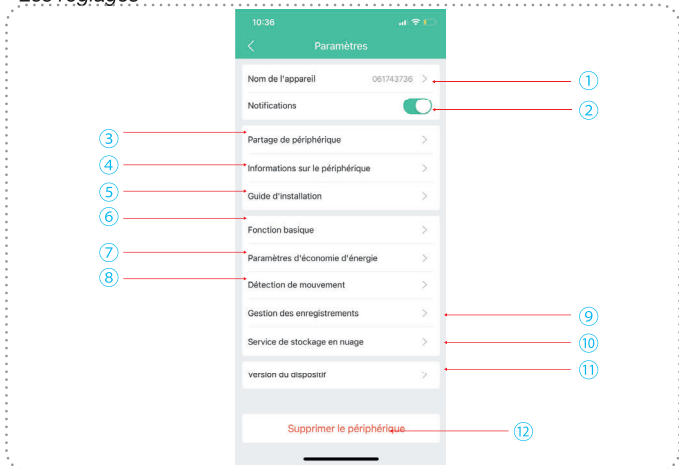 Les réglages
10:36
Paramètres
Nom de l'appareil 061743736
①
Notifications
②
③
Partage de périphérique
④
Informations sur le périphérique
⑤
Guide d'installation
⑥
Fonction basique
⑦
Paramètres d'économie d'énergie
⑧
Détection de mouvement
Gestion des enregistrements
⑨
Service de stockage en nuage
⑩
Version du dispositif
⑪
Supprimer le périphérique
⑫